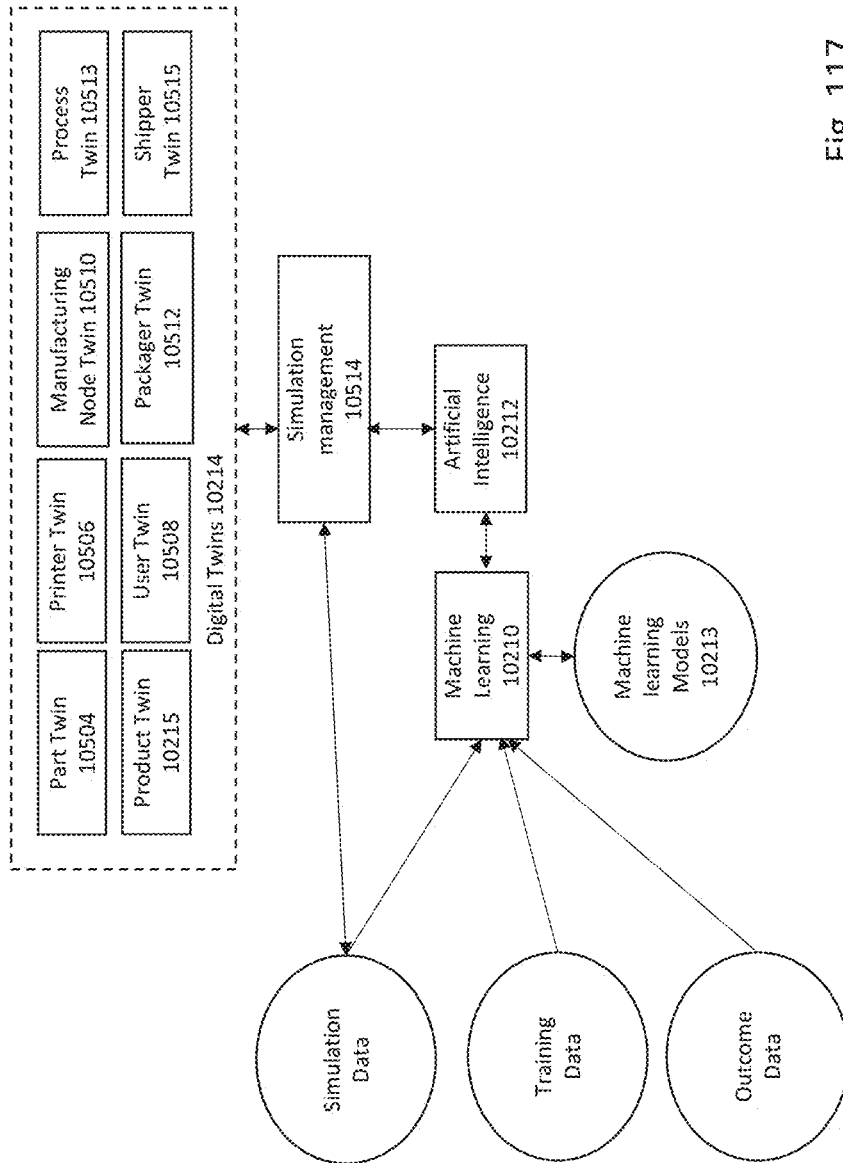 Part Twin
10504
Printer Twin
10506
Manufacturing
Node Twin 10510
Process
Twin 10513
Product Twin
10215
User Twin
10508
Packager Twin
10512
Shipper
Twin 10515
Digital Twins 10214
Simulation
management
10514
Simulation
Data
Machine
Learning
10210
Artificial
Intelligence
10212
Training
Data
Machine
learning
Models
10213
Outcome
Data
Fig. 117